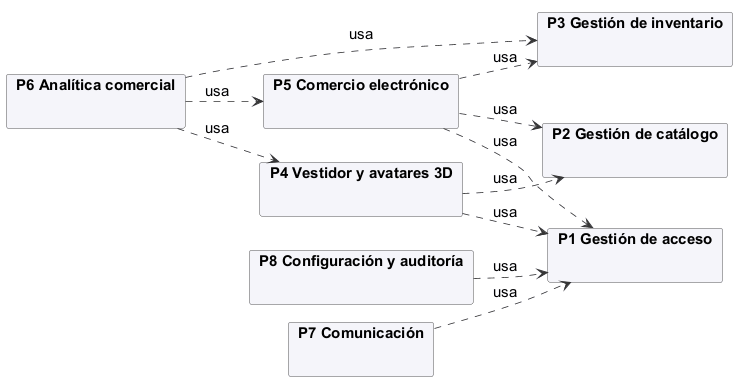 P3 Gestión de inventario
usa
usa
P6 Analítica comercial
usa
P5 Comercio electrónico
usa
P2 Gestión de catálogo
usa
usa
P4 Vestidor y avatares 3D
usa
usa
P1 Gestión de acceso
P8 Configuración y auditoría
usa
usa
P7 Comunicación